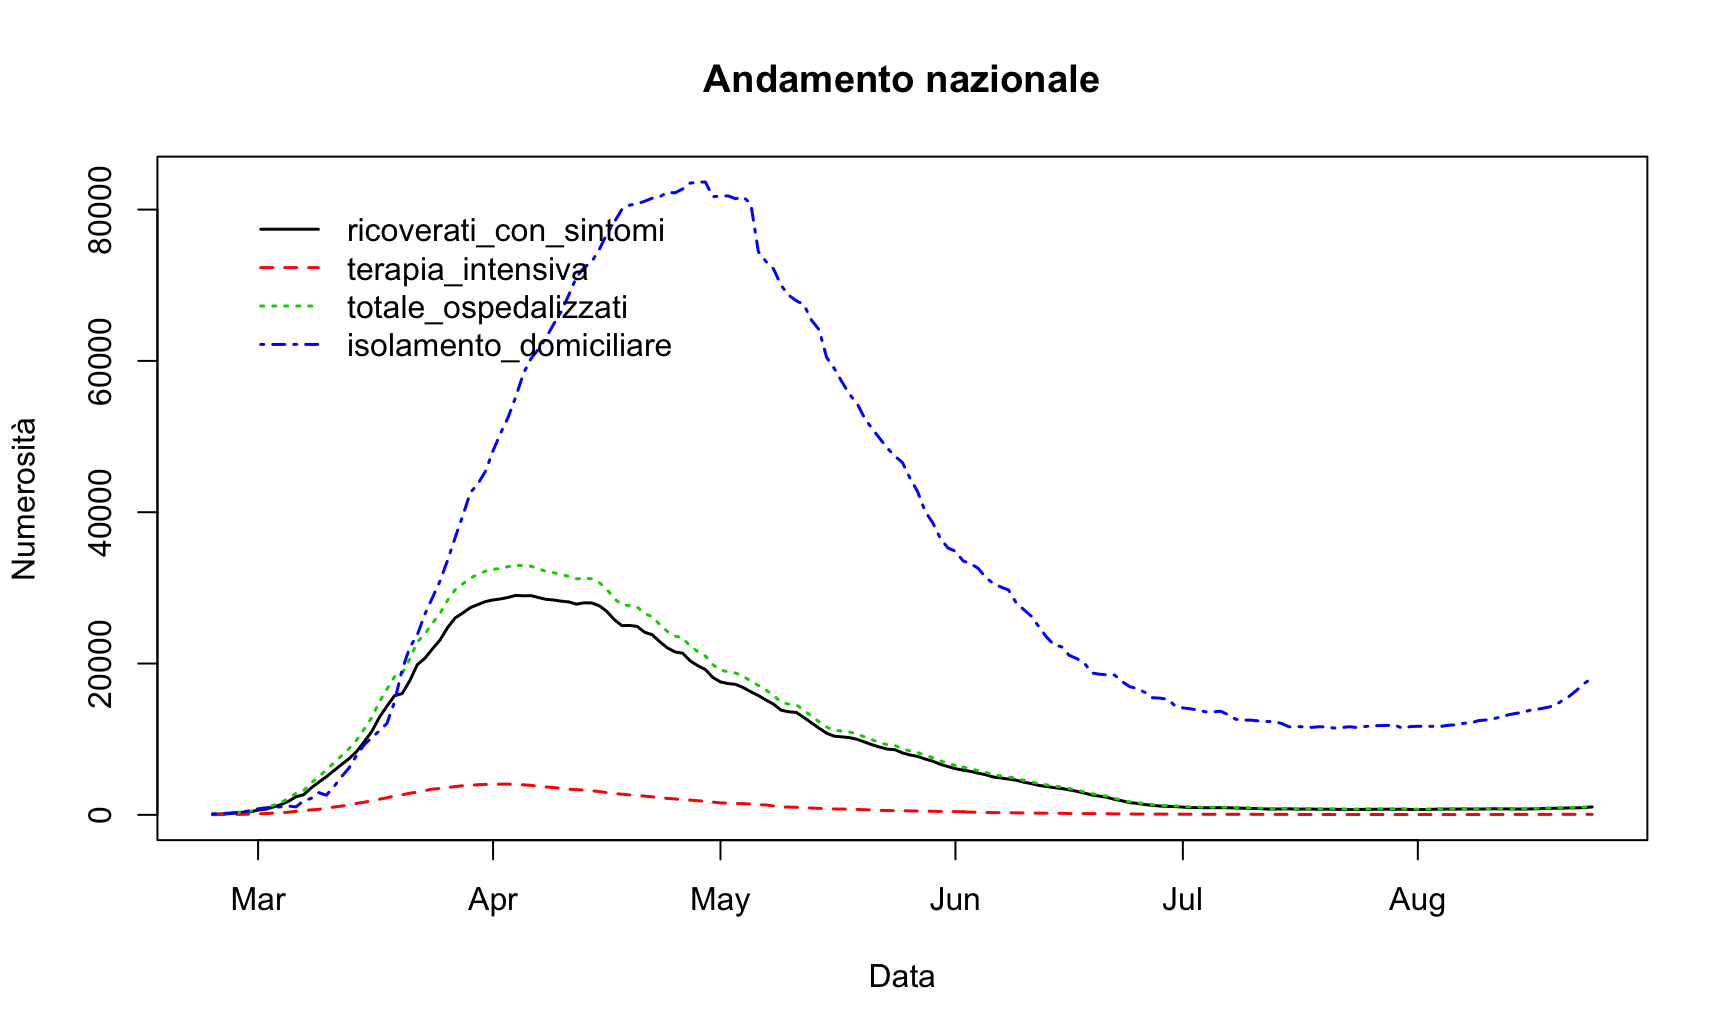 Andamento nazionale
80000
60000
40000
20000
0
Numerosità
ricoverati_con_sintomi
terapia_intensiva
totale_ospedalizzati
isolamento_domiciliare
Mar Apr May Jun Jul Aug
Data